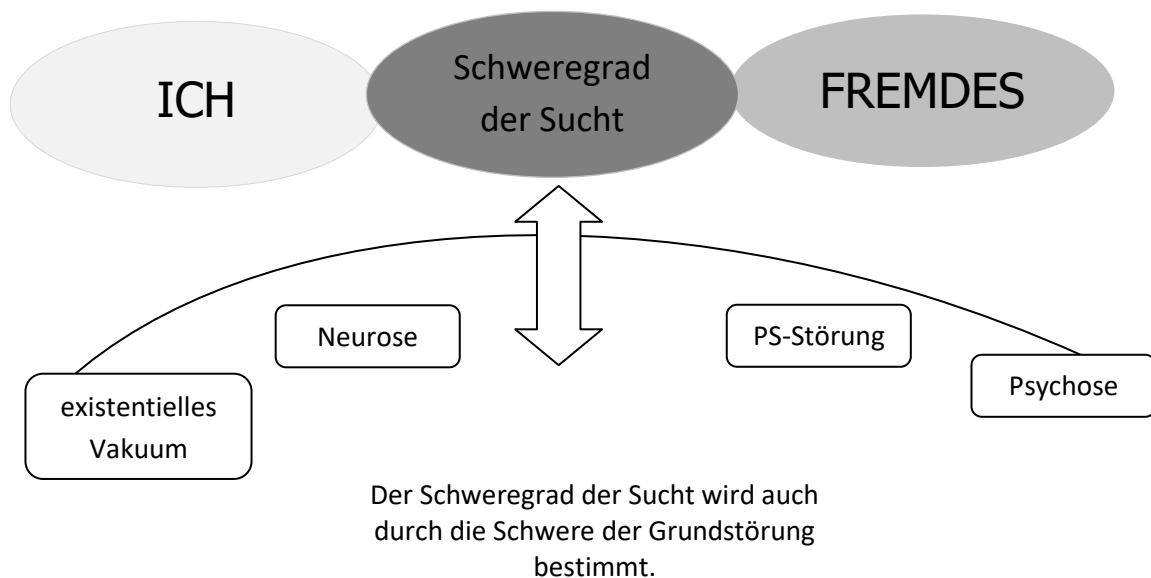 ICH
Schweregrad
der Sucht
FREMDES
Neurose
PS-Störung
existentielles
Vakuum
Psychose
Der Schweregrad der Sucht wird auch
durch die Schwere der Grundstörung
bestimmt.